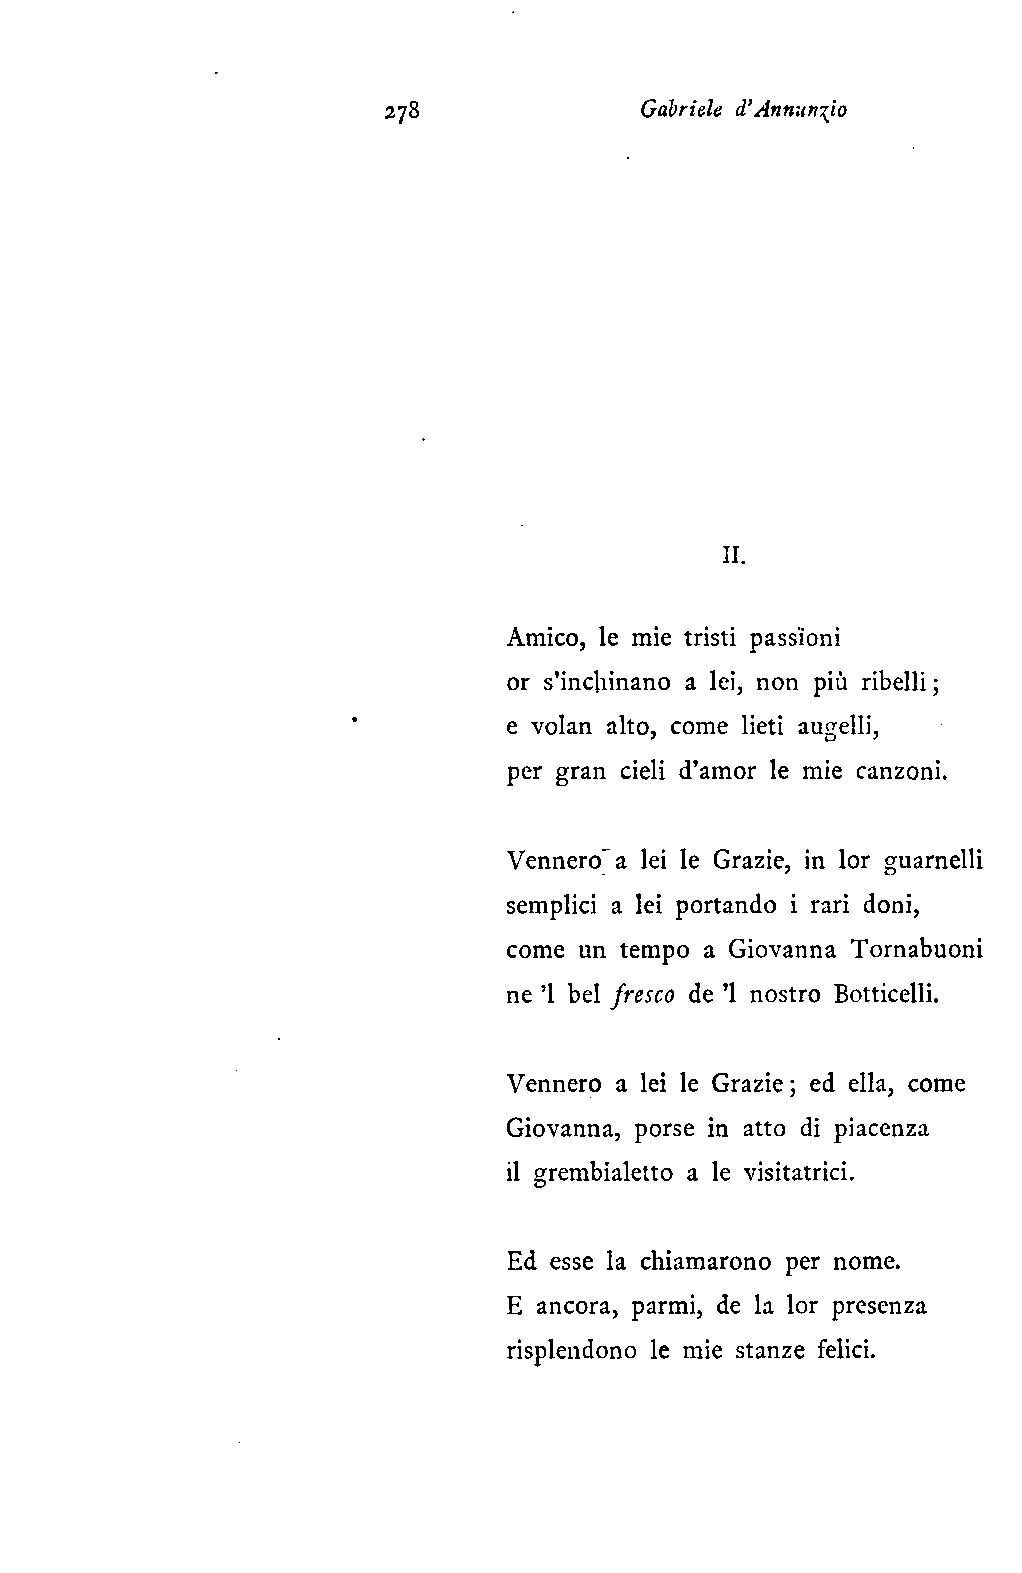 278 Gabriele d'Annunzio
II.
Amico, le mie tristi passïoni
or s'inchinano a lei, non più ribelli;
e volan alto, come lieti augelli,
per gran cieli d'amor le mie canzoni.
Vennero a lei le Grazie, in lor guarnelli
semplici a lei portando i rari doni,
come un tempo a Giovanna Tornabuoni
ne 'l bel fresco de 'l nostro Botticelli.
Vennero a lei le Grazie; ed ella, come
Giovanna, porse in atto di piacenza
il grembialetto a le visitatrici.
Ed esse la chiamarono per nome.
E ancora, parmi, de la lor presenza
risplendono le mie stanze felici.